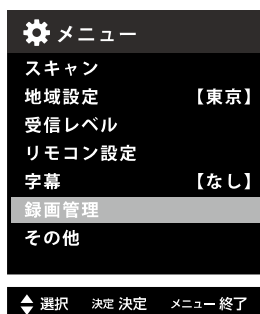 メニュー
スキャン
地域設定 【東京】
受信レベル
リモコン設定
字幕 【なし】
録画管理
その他
選択 決定 決定 メニュー 終了